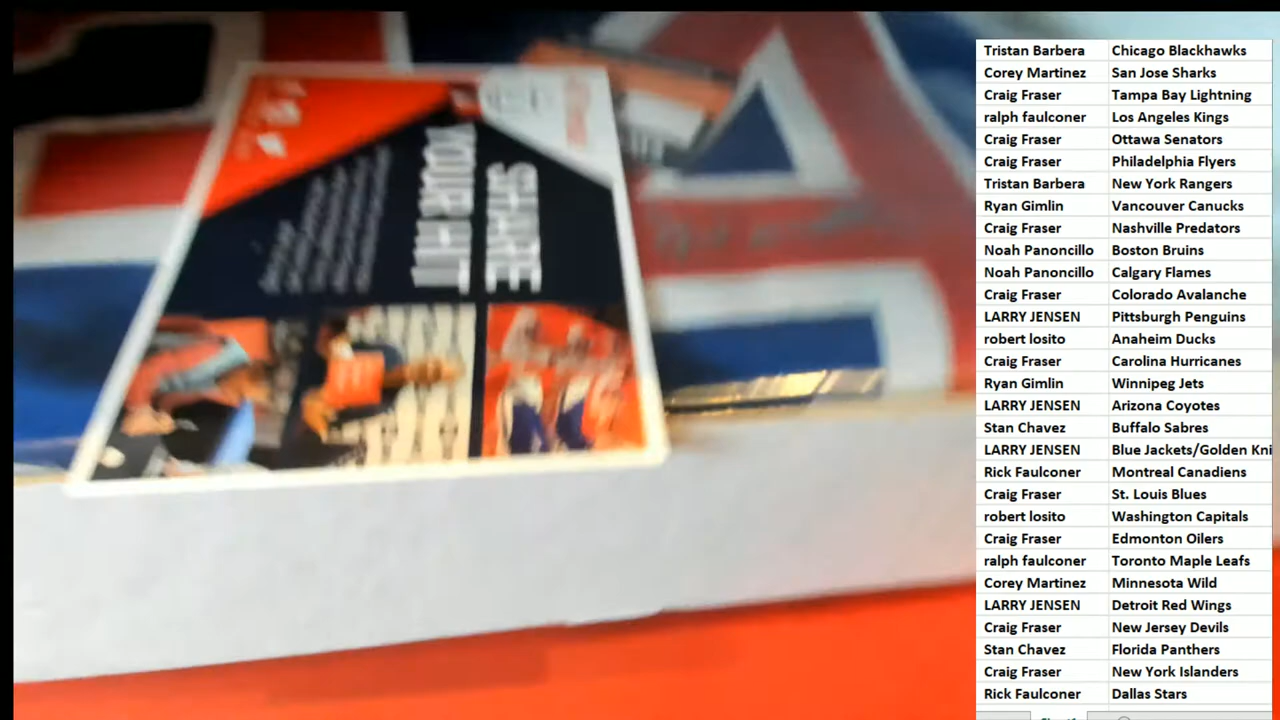 SHARE
YOUR HIT!
Tristan Barbera Chicago Blackhawks
Corey Martinez San Jose Sharks
Craig Fraser Tampa Bay Lightning
ralph faulconer Los Angeles Kings
Craig Fraser Ottawa Senators
Craig Fraser Philadelphia Flyers
Tristan Barbera New York Rangers
Ryan Gimlin Vancouver Canucks
Craig Fraser Nashville Predators
Noah Panoncillo Boston Bruins
Noah Panoncillo Calgary Flames
Craig Fraser Colorado Avalanche
LARRY JENSEN Pittsburgh Penguins
robert losito Anaheim Ducks
Craig Fraser Carolina Hurricanes
Ryan Gimlin Winnipeg Jets
LARRY JENSEN Arizona Coyotes
Stan Chavez Buffalo Sabres
LARRY JENSEN Blue Jackets/Golden Kni
Rick Faulconer Montreal Canadiens
Craig Fraser St. Louis Blues
robert losito Washington Capitals
Craig Fraser Edmonton Oilers
ralph faulconer Toronto Maple Leafs
Corey Martinez Minnesota Wild
LARRY JENSEN Detroit Red Wings
Craig Fraser New Jersey Devils
Stan Chavez Florida Panthers
Craig Fraser New York Islanders
Rick Faulconer Dallas Stars